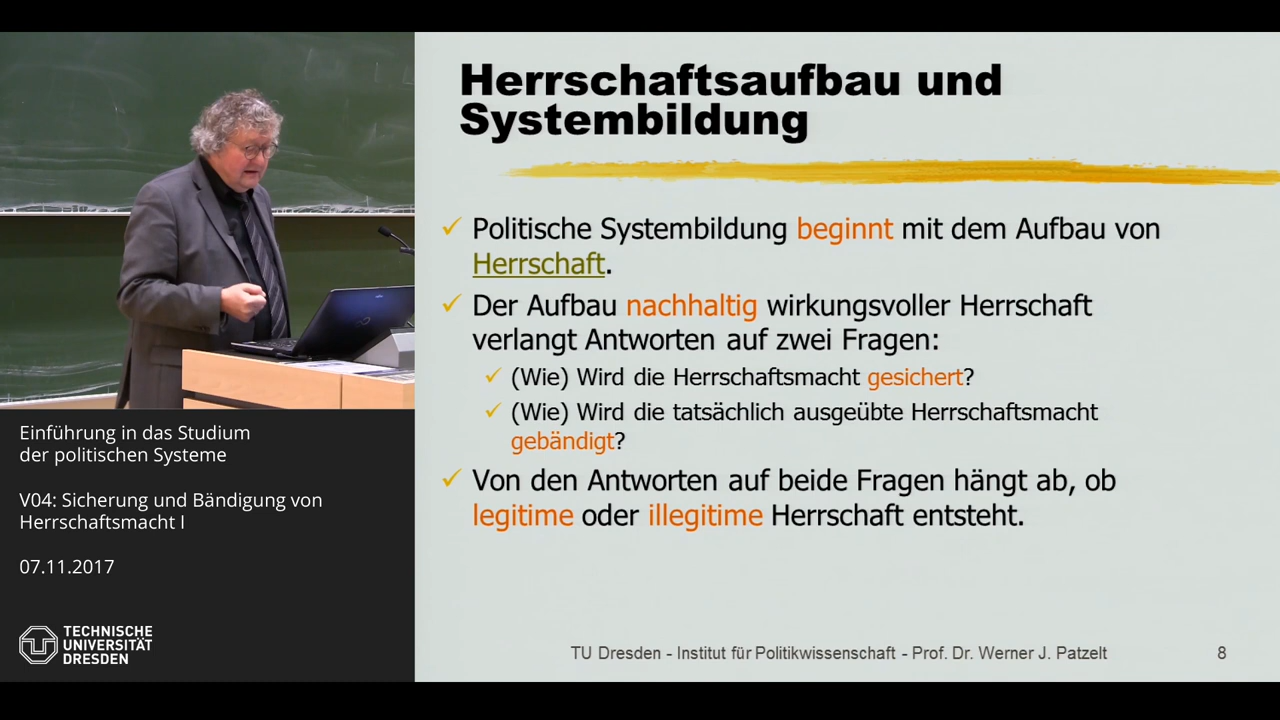 Herrschaftsaufbau und
Systembildung
Politische Systembildung beginnt mit dem Aufbau von
Herrschaft.
Der Aufbau nachhaltig wirkungsvoller Herrschaft
verlangt Antworten auf zwei Fragen:
(Wie) Wird die Herrschaftsmacht gesichert?
(Wie) Wird die tatsächlich ausgeübte Herrschaftsmacht
gebändigt?
Von den Antworten auf beide Fragen hängt ab, ob
legitime oder illegitime Herrschaft entsteht.
TU Dresden - Institut für Politikwissenschaft - Prof. Dr. Werner J. Patzelt
8
Einführung in das Studium
der politischen Systeme
V04: Sicherung und Bändigung von
Herrschaftsmacht I
07.11.2017
TECHNISCHE
UNIVERSITÄT
DRESDEN